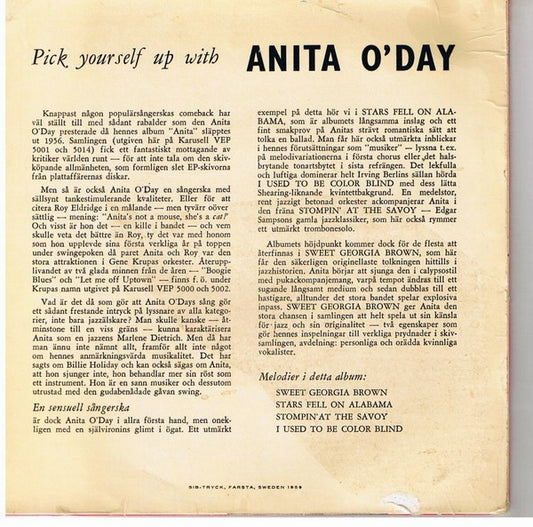 Pick yourself up with ANITA O'DAY
Knappast någon populärsångerskas comeback har
väl ställt till med sådant rabalder som den Anita
O'Day presterade då hennes album "Anita" släpptes
ut 1956. Samlingen (utgiven här på Karusell VEP
5001 och 5014) fick ett fantastiskt mottagande av
kritiker världen runt — för att inte tala om den skiv-
köpande allmänheten, som formligen slet EP-skivorna
från plattaffärernas diskar.
Men så är också Anita O'Day en sångerska med
sällsynt tankestimulerande kvaliteter. Eller för att
citera Roy Eldridge i en målande — men tyvärr oöver
sättlig — mening: "Anita's not a mouse, she's a cat!"
Och visst är hon det — en kille i bandet — och vem
skulle veta det bättre än Roy, ty det var med honom
som hon upplevde sina första verkliga år på toppen
under swingepoken då paret Anita och Roy var den
stora attraktionen i Gene Krupas orkester. Återupp-
livandet av två glada minnen från de åren — "Boogie
Blues" och "Let me off Uptown" — finns f. ö. under
Krupas namn utgivet på Karusell VEP 5000 och 5002.
Vad är det då som gör att Anita O'Days sång gör
ett sådant frestande intryck på lyssnare av alla katego-
rier, inte bara jazzälskare? Man skulle kanske — åt-
minstone till en viss gräns — kunna karaktärisera
Anita som en jazzens Marlene Dietrich. Men då har
man ännu inte nämnt allt, framför allt inte något
om hennes anmärkningsvärda musikalitet. Det har
sagts om Billie Holiday och kan också sägas om Anita,
att hon sjunger inte, hon behandlar mer sin röst som
ett instrument. Hon är en sann musiker och dessutom
utrustad med den gudabenådade gåvan swing.
En sensuell sångerska
är dock Anita O'Day i allra första hand, men onek-
ligen med en självironins glimt i ögat. Ett utmärkt
exempel på detta hör vi i STARS FELL ON ALA-
BAMA, som är albumets långsamma inslag och ett
fint smakprov på Anitas strävt romantiska sätt att
tolka en ballad. Man får här också utmärkta inblickar
i hennes förutsättningar som "musiker" — lyssna t.ex.
på melodivariationerna i första chorus eller det hals-
brytande tonartsbytet i sista refrängen. Det lekfulla
och luftiga dominerar helt Irving Berlins sällan hörda
I USED TO BE COLOR BLIND med dess lätta
Shearing-liknande kvintettbakgrund. En medelstor,
rent jazzigt betonad orkester ackompanjerar Anita i
den fräna STOMPIN' AT THE SAVOY — Edgar
Sampsons gamla jazzklassiker, som här också rymmer
ett utmärkt trombonesolo.
Albumets höjdpunkt kommer dock för de flesta att
återfinnas i SWEET GEORGIA BROWN, som här
får den säkerligen originellaste tolkningen hittills i
jazzhistorien. Anita börjar att sjunga den i calypsostil
med pukackompanjemang, varpå tempot ändras till ett
sugande långsamt medium och sedan dubblas till ett
hastigare, alltunder det stora bandet spelar explosiva
inpass. SWEET GEORGIA BROWN ger Anita den
stora chansen i samlingen att helt spela ut sin känsla
för jazz och sin originalitet — två egenskaper som
gör hennes inspelningar till verkliga prydnader i skiv-
samlingen, avdelning: personliga och orädda kvinnliga
vokalister.
Melodier i detta album:
SWEET GEORGIA BROWN
STARS FELL ON ALABAMA
STOMPIN'AT THE SAVOY
I USED TO BE COLOR BLIND
SIB-TRYCK, FARSTA, SWEDEN 1959